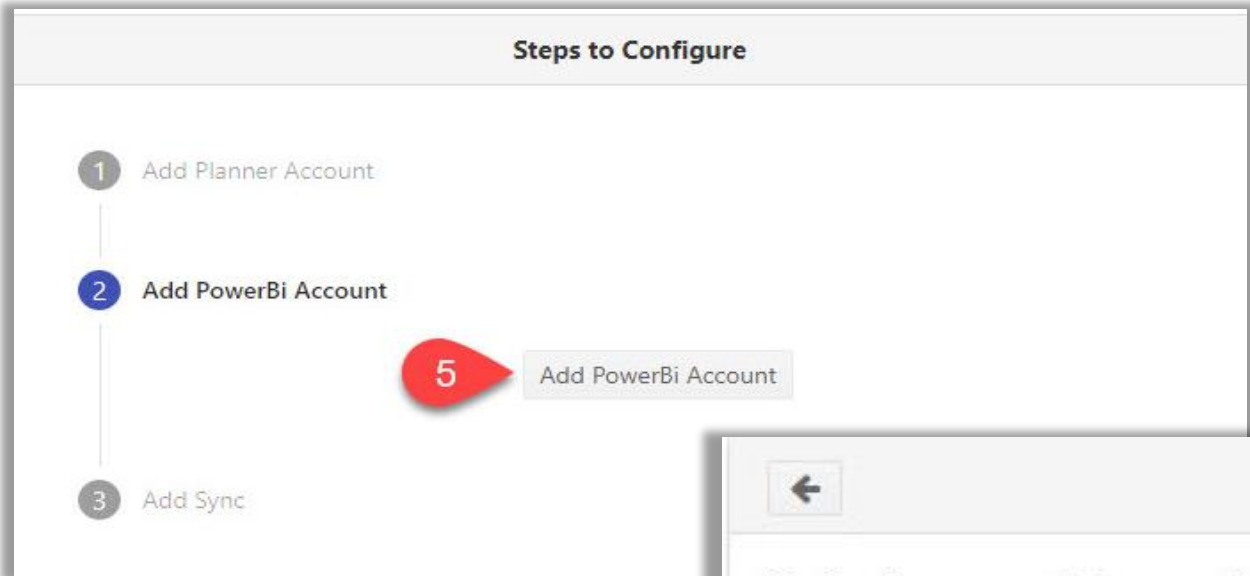 Steps to Configure
1 Add Planner Account
2 Add PowerBi Account
5 Add PowerBi Account
3 Add Sync